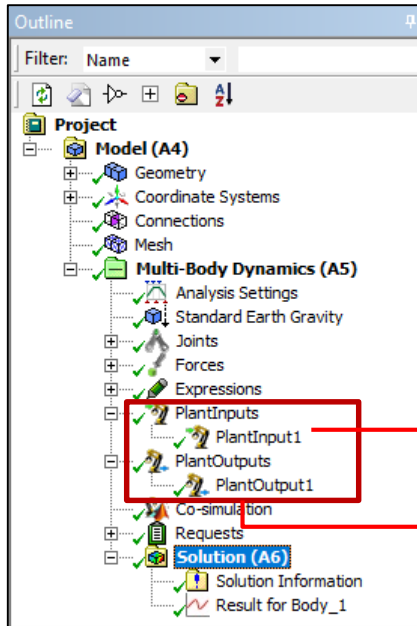 Outline
Filter: Name
Project
Model (A4)
Geometry
Coordinate Systems
Connections
Mesh
Multi-Body Dynamics (A5)
Analysis Settings
Standard Earth Gravity
Joints
Forces
Expressions
PlantInputs
PlantInput1
PlantOutputs
PlantOutput1
Co-simulation
Requests
Solution (A6)
Solution Information
Result for Body_1